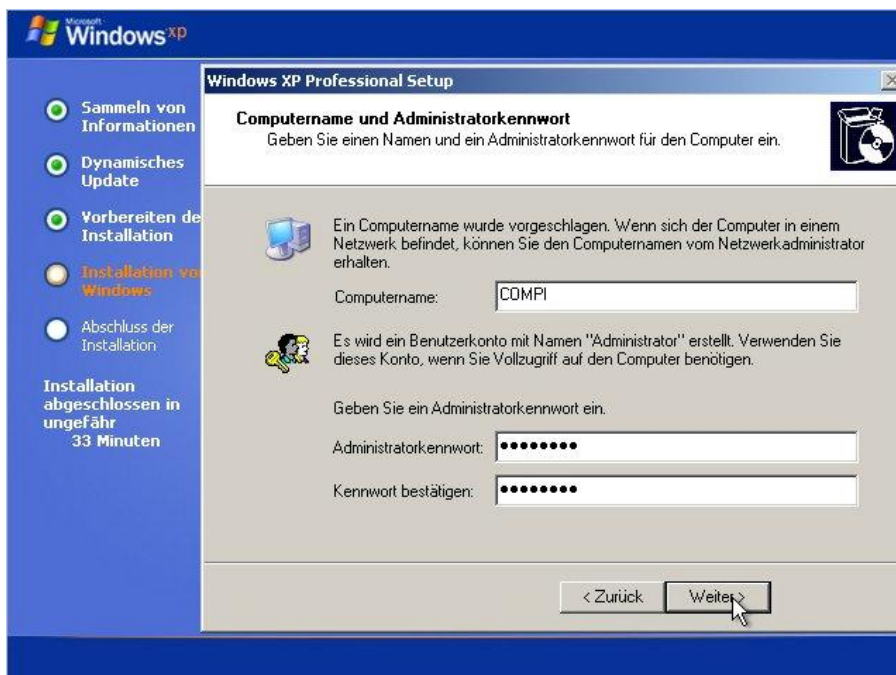 Microsoft
Windows xp
Sammeln von
Informationen
Dynamisches
Update
Vorbereiten de
Installation
Installation vo
Windows
Abschluss der
Installation
Installation
abgeschlossen in
ungefähr
33 Minuten
Windows XP Professional Setup
Computername und Administratorkennwort
Geben Sie einen Namen und ein Administratorkennwort für den Computer ein.
Ein Computername wurde vorgeschlagen. Wenn sich der Computer in einem
Netzwerk befindet, können Sie den Computernamen vom Netzwerkadministrator
erhalten.
Computername: COMPI
Es wird ein Benutzerkonto mit Namen "Administrator" erstellt. Verwenden Sie
dieses Konto, wenn Sie Vollzugriff auf den Computer benötigen.
Geben Sie ein Administratorkennwort ein.
Administratorkennwort: ●●●●●●●●
Kennwort bestätigen: ●●●●●●●●
< Zurück Weiter >